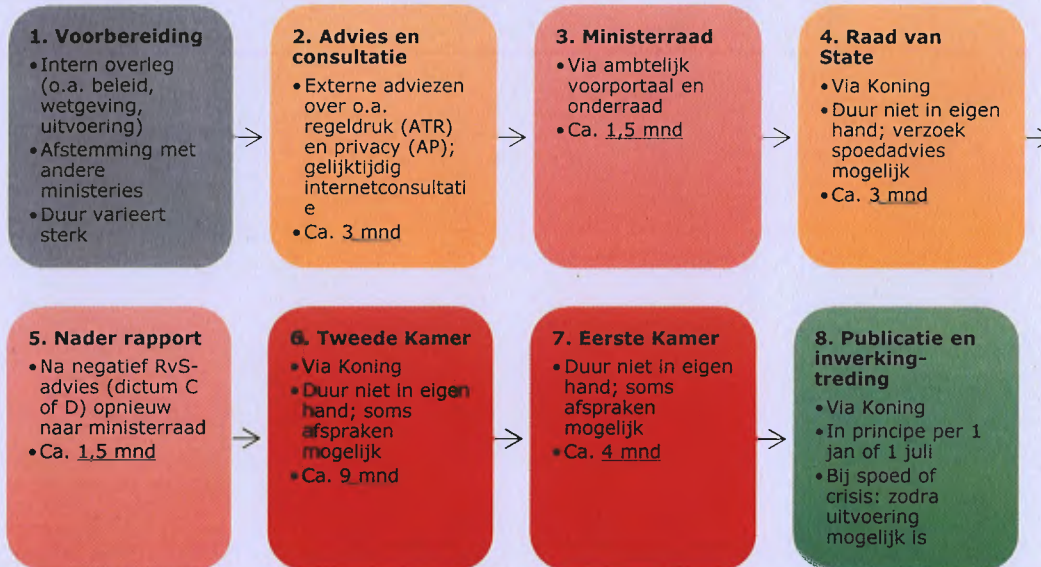 1. Voorbereiding
• Intern overleg
(o.a. beleid,
wetgeving,
uitvoering)
• Afstemming met
andere
ministeries
• Duur varieert
sterk
2. Advies en
consultatie
• Externe adviezen
over o.a.
regeldruk (ATR)
en privacy (AP);
gelijktijdig
internetconsultati
e
• Ca. 3 mnd
3. Ministerraad
• Via ambtelijk
voorportaal en
onderraad
• Ca. 1,5 mnd
4. Raad van
State
• Via Koning
• Duur niet in eigen
hand; verzoek
spoedadvies
mogelijk
• Ca. 3 mnd
5. Nader rapport
• Na negatief RvS-
advies (dictum C
of D) opnieuw
naar ministerraad
• Ca. 1,5 mnd
6. Tweede Kamer
• Via Koning
• Duur niet in eigen
hand; soms
afspraken
mogelijk
• Ca. 9 mnd
7. Eerste Kamer
• Duur niet in eigen
hand; soms
afspraken
mogelijk
• Ca. 4 mnd
8. Publicatie en
inwerking-
treding
• Via Koning
• In principe per 1
jan of 1 juli
• Bij spoed of
crisis: zodra
uitvoering
mogelijk is